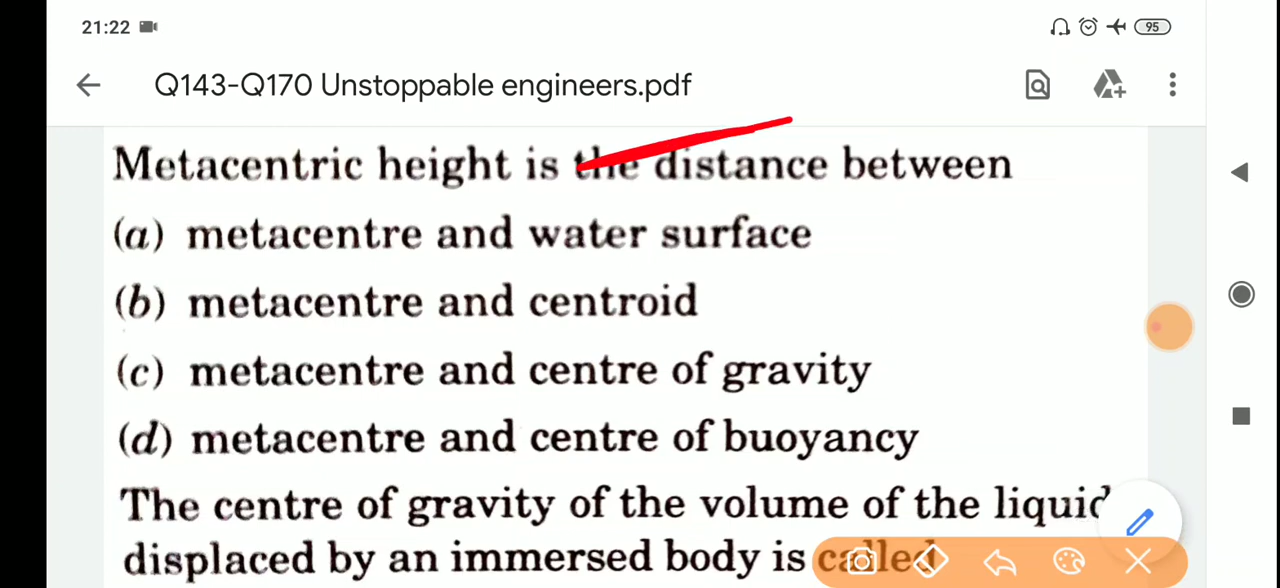 21:22
95
Q143-Q170 Unstoppable engineers.pdf
Metacentric height is the distance between
(a) metacentre and water surface
(b) metacentre and centroid
(c) metacentre and centre of gravity
(d) metacentre and centre of buoyancy
The centre of gravity of the volume of the liquid
displaced by an immersed body is called